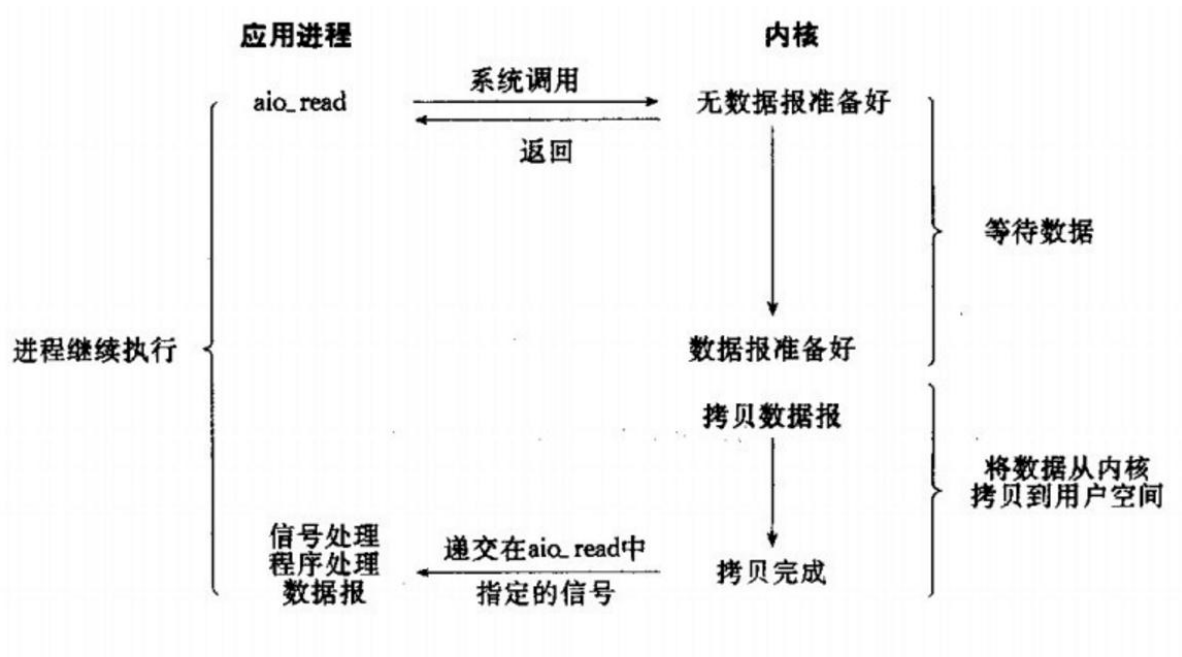 应用进程
内核
系统调用
aio_read
无数据报准备好
返回
等待数据
进程继续执行
数据报准备好
拷贝数据报
将数据从内核
拷贝到用户空间
信号处理
程序处理
数据报
递交在aio_read中
指定的信号
拷贝完成